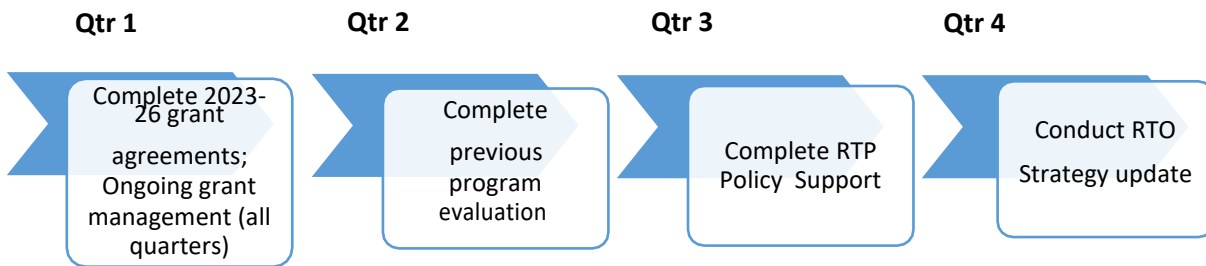 Qtr 1
Qtr 2
Qtr 3
Qtr 4
Complete 2023-
26 grant
agreements;
Ongoing grant
management (all
quarters)
Complete
previous
program
evaluation
Complete RTP
Policy Support
Conduct RTO
Strategy update